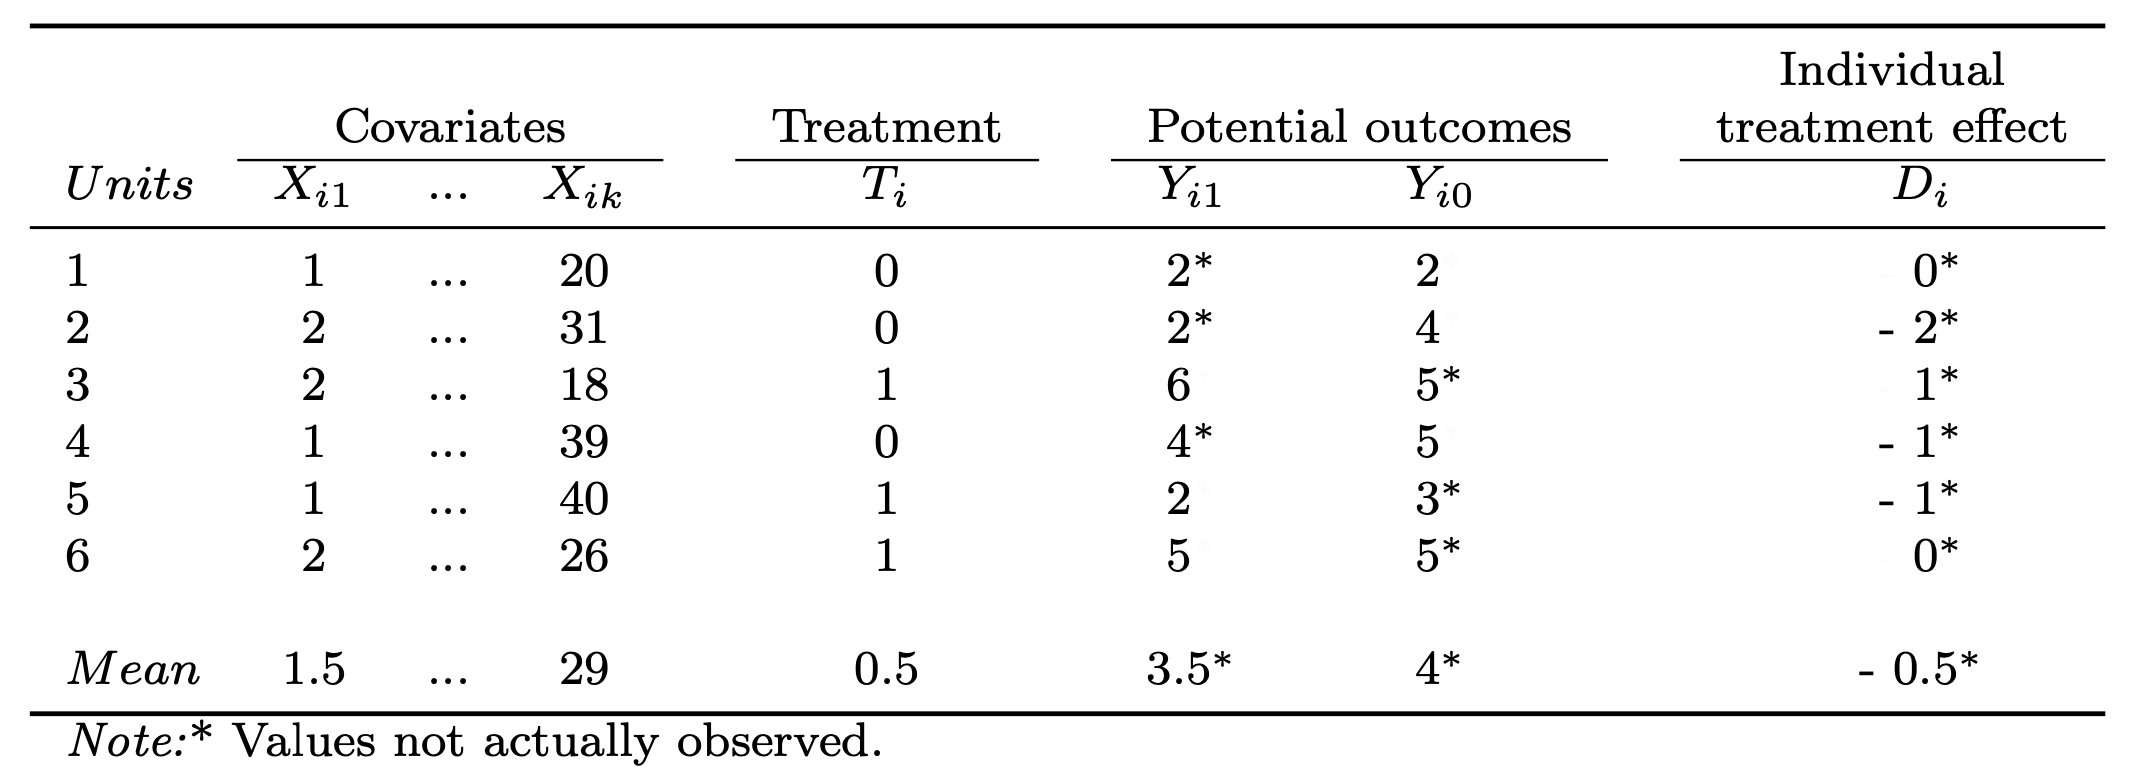 Individual
Covariates Treatment Potential outcomes treatment effect
Units X_{i1} ... X_{ik} T_i Y_{i1} Y_{i0} D_i
1 1 ... 20 0 2* 2 0*
2 2 ... 31 0 2* 4 - 2*
3 2 ... 18 1 6 5* 1*
4 1 ... 39 0 4* 5 - 1*
5 1 ... 40 1 2 3* - 1*
6 2 ... 26 1 5 5* 0*
Mean 1.5 ... 29 0.5 3.5* 4* - 0.5*
Note:* Values not actually observed.